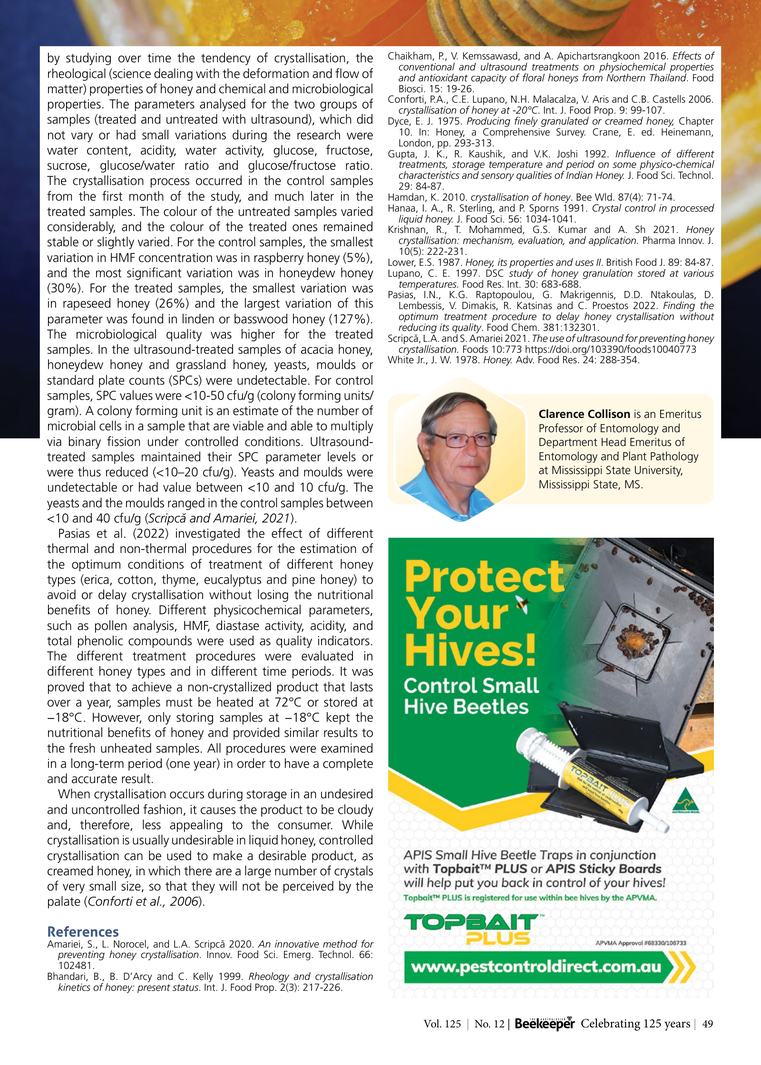 by studying over time the tendency of crystallisation, the
rheological (science dealing with the deformation and flow of
matter) properties of honey and chemical and microbiological
properties. The parameters analysed for the two groups of
samples (treated and untreated with ultrasound), which did
not vary or had small variations during the research were
water content, acidity, water activity, glucose, fructose,
sucrose, glucose/water ratio and glucose/fructose ratio.
The crystallisation process occurred in the control samples
from the first month of the study, and much later in the
treated samples. The colour of the untreated samples varied
considerably, and the colour of the treated ones remained
stable or slightly varied. For the control samples, the smallest
variation in HMF concentration was in raspberry honey (5%),
and the most significant variation was in honeydew honey
(30%). For the treated samples, the smallest variation was
in rapeseed honey (26%) and the largest variation of this
parameter was found in linden or basswood honey (127%).
The microbiological quality was higher for the treated
samples. In the ultrasound-treated samples of acacia honey,
honeydew honey and grassland honey, yeasts, moulds or
standard plate counts (SPCs) were undetectable. For control
samples, SPC values were <10-50 cfu/g (colony forming units/
gram). A colony forming unit is an estimate of the number of
microbial cells in a sample that are viable and able to multiply
via binary fission under controlled conditions. Ultrasound-
treated samples maintained their SPC parameter levels or
were thus reduced (<10–20 cfu/g). Yeasts and moulds were
undetectable or had value between <10 and 10 cfu/g. The
yeasts and the moulds ranged in the control samples between
<10 and 40 cfu/g (Scripcă and Amariei, 2021).
Pasias et al. (2022) investigated the effect of different
thermal and non-thermal procedures for the estimation of
the optimum conditions of treatment of different honey
types (erica, cotton, thyme, eucalyptus and pine honey) to
avoid or delay crystallisation without losing the nutritional
benefits of honey. Different physicochemical parameters,
such as pollen analysis, HMF, diastase activity, acidity, and
total phenolic compounds were used as quality indicators.
The different treatment procedures were evaluated in
different honey types and in different time periods. It was
proved that to achieve a non-crystallized product that lasts
over a year, samples must be heated at 72°C or stored at
−18°C. However, only storing samples at −18°C kept the
nutritional benefits of honey and provided similar results to
the fresh unheated samples. All procedures were examined
in a long-term period (one year) in order to have a complete
and accurate result.
When crystallisation occurs during storage in an undesired
and uncontrolled fashion, it causes the product to be cloudy
and, therefore, less appealing to the consumer. While
crystallisation is usually undesirable in liquid honey, controlled
crystallisation can be used to make a desirable product, as
creamed honey, in which there are a large number of crystals
of very small size, so that they will not be perceived by the
palate (Conforti et al., 2006).
References
Amariei, S., L. Norocel, and L.A. Scripcă 2020. An innovative method for
preventing honey crystallisation. Innov. Food Sci. Emerg. Technol. 66:
102481.
Bhandari, B., B. D'Arcy and C. Kelly 1999. Rheology and crystallisation
kinetics of honey: present status. Int. J. Food Prop. 2(3): 217-226.
Chaikham, P., V. Kemssawasd, and A. Apichartsrangkoon 2016. Effects of
conventional and ultrasound treatments on physiochemical properties
and antioxidant capacity of floral honeys from Northern Thailand. Food
Biosci. 15: 19-26.
Conforti, P.A., C.E. Lupano, N.H. Malacalza, V. Aris and C.B. Castells 2006.
crystallisation of honey at -20°C. Int. J. Food Prop. 9: 99-107.
Dyce, E. J. 1975. Producing finely granulated or creamed honey, Chapter
10. In: Honey, a Comprehensive Survey. Crane, E. ed. Heinemann,
London, pp. 293-313.
Gupta, J. K., R. Kaushik, and V.K. Joshi 1992. Influence of different
treatments, storage temperature and period on some physico-chemical
characteristics and sensory qualities of Indian Honey. J. Food Sci. Technol.
29: 84-87.
Hamdan, K. 2010. crystallisation of honey. Bee Wld. 87(4): 71-74.
Hanaa, I. A., R. Sterling, and P. Sporns 1991. Crystal control in processed
liquid honey. J. Food Sci. 56: 1034-1041.
Krishnan, R., T. Mohammed, G.S. Kumar and A. Sh 2021. Honey
crystallisation: mechanism, evaluation, and application. Pharma Innov. J.
10(5): 222-231.
Lower, E.S. 1987. Honey, its properties and uses II. British Food J. 89: 84-87.
Lupano, C. E. 1997. DSC study of honey granulation stored at various
temperatures. Food Res. Int. 30: 683-688.
Pasias, I.N., K.G. Raptopoulou, G. Makrigennis, D.D. Ntakoulas, D.
Lembessis, V. Dimakis, R. Katsinas and C. Proestos 2022. Finding the
optimum treatment procedure to delay honey crystallisation without
reducing its quality. Food Chem. 381:132301.
Scripcă, L.A. and S. Amariei 2021. The use of ultrasound for preventing honey
crystallisation. Foods 10:773 https://doi.org/103390/foods10040773
White Jr., J. W. 1978. Honey. Adv. Food Res. 24: 288-354.
Clarence Collison is an Emeritus
Professor of Entomology and
Department Head Emeritus of
Entomology and Plant Pathology
at Mississippi State University,
Mississippi State, MS.
Protect
Your
Hives!
Control Small
Hive Beetles
TOPBAIT
APIS Small Hive Beetle Traps in conjunction
with Topbait™ PLUS or APIS Sticky Boards
will help put you back in control of your hives!
Topbait™ PLUS is registered for use within bee hives by the APVMA.
TOPBAIT™
PLUS
APVMA Approval #68330/106733
www.pestcontroldirect.com.au
Vol. 125 | No. 12 | Beekeeper Celebrating 125 years | 49